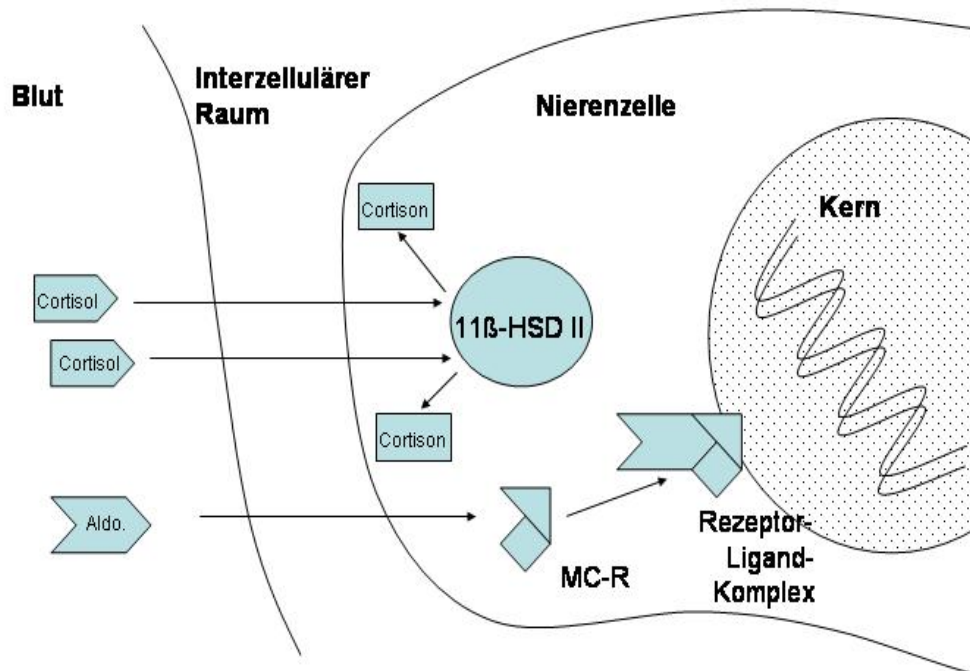 Blut
Interzellulärer
Raum
Nierenzelle
Kern
Cortison
Cortisol
Cortisol
11ß-HSD II
Cortison
Aldo.
MC-R
Rezeptor-
Ligand-
Komplex